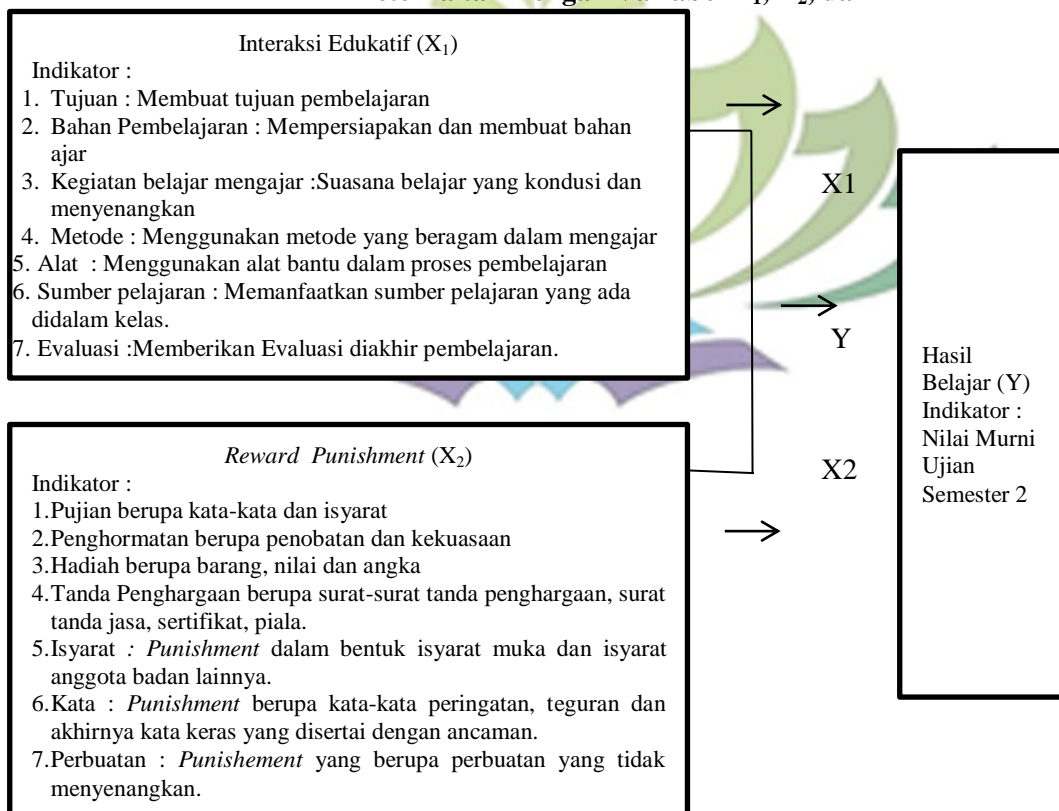 Interaksi Edukatif (X₁)
Indikator :
1. Tujuan : Membuat tujuan pembelajaran
2. Bahan Pembelajaran : Mempersiapakan dan membuat bahan
ajar
3. Kegiatan belajar mengajar :Suasana belajar yang kondusi dan
menyenangkan
4. Metode : Menggunakan metode yang beragam dalam mengajar
5. Alat : Menggunakan alat bantu dalam proses pembelajaran
6. Sumber pelajaran : Memanfaatkan sumber pelajaran yang ada
didalam kelas.
7. Evaluasi :Memberikan Evaluasi diakhir pembelajaran.
X1
Y
X2
Reward Punishment (X₂)
Indikator :
1.Pujian berupa kata-kata dan isyarat
2.Penghormatan berupa penobatan dan kekuasaan
3.Hadiah berupa barang, nilai dan angka
4.Tanda Penghargaan berupa surat-surat tanda penghargaan, surat
tanda jasa, sertifikat, piala.
5.Isyarat : Punishment dalam bentuk isyarat muka dan isyarat
anggota badan lainnya.
6.Kata : Punishment berupa kata-kata peringatan, teguran dan
akhirnya kata keras yang disertai dengan ancaman.
7.Perbuatan : Punishement yang berupa perbuatan yang tidak
menyenangkan.
Hasil
Belajar (Y)
Indikator :
Nilai Murni
Ujian
Semester 2